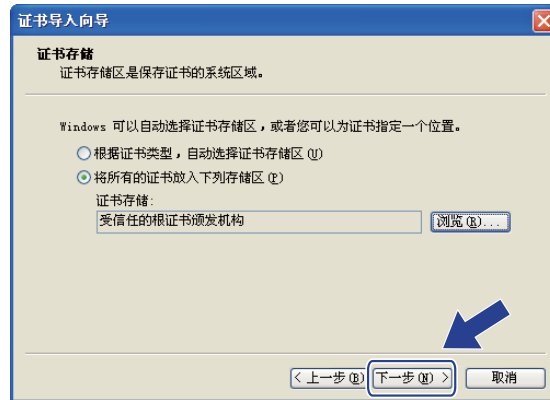 证书导入向导
证书存储
证书存储区是保存证书的系统区域。
Windows 可以自动选择证书存储区，或者您可以为证书指定一个位置。
根据证书类型，自动选择证书存储区(U)
将所有的证书放入下列存储区(P)
证书存储:
受信任的根证书颁发机构
浏览(R)...
< 上一步(B) 下一步(N) > 取消